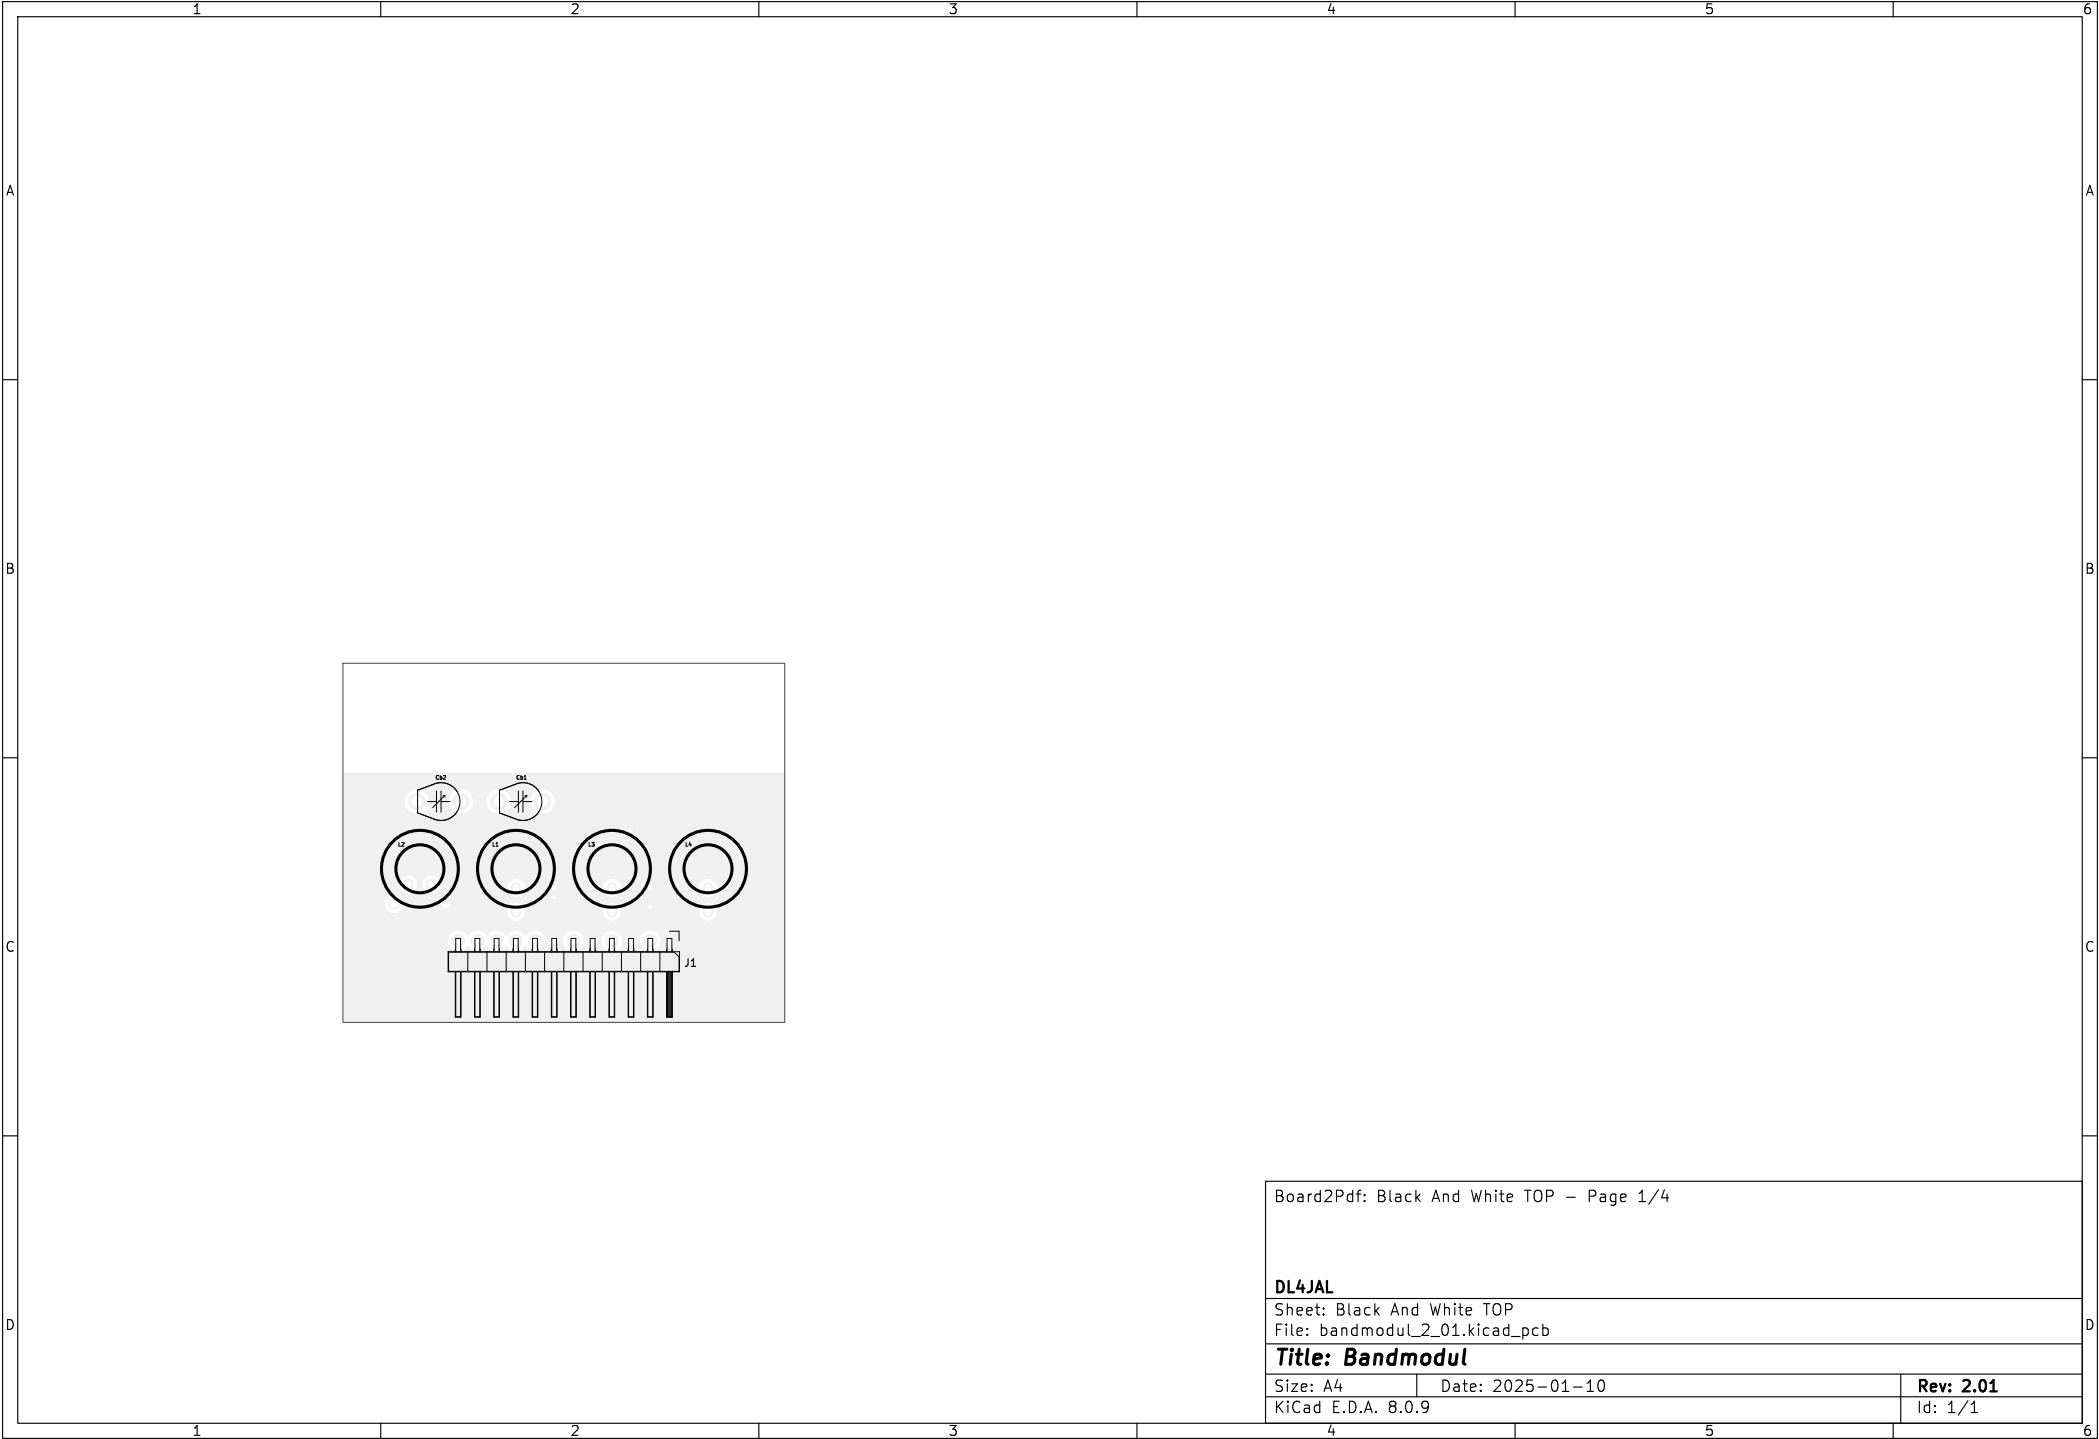 1 2 3 4 5 6
A A
B B
Cb2 Cb1
L2 L1 L3 L4
C C
J1
Board2Pdf: Black And White TOP - Page 1/4
DL4JAL
Sheet: Black And White TOP
File: bandmodul_2_01.kicad_pcb
D D
Title: Bandmodul
Size: A4 Date: 2025-01-10 Rev: 2.01
KiCad E.D.A. 8.0.9 Id: 1/1
1 2 3 4 5 6